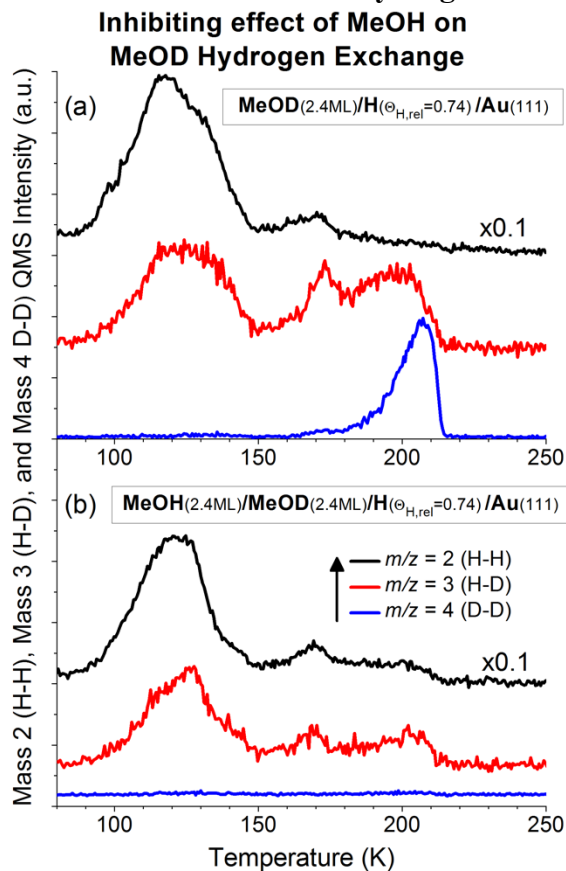 Inhibiting effect of MeOH on
MeOD Hydrogen Exchange
Mass 2 (H-H), Mass 3 (H-D), and Mass 4 D-D) QMS Intensity (a.u.)
(a)
MeOD(2.4ML)/H(ΘH,rel=0.74)/Au(111)
x0.1
100 150 200 250
(b)
MeOH(2.4ML)/MeOD(2.4ML)/H(ΘH,rel=0.74)/Au(111)
m/z = 2 (H-H)
m/z = 3 (H-D)
m/z = 4 (D-D)
x0.1
100 150 200 250
Temperature (K)